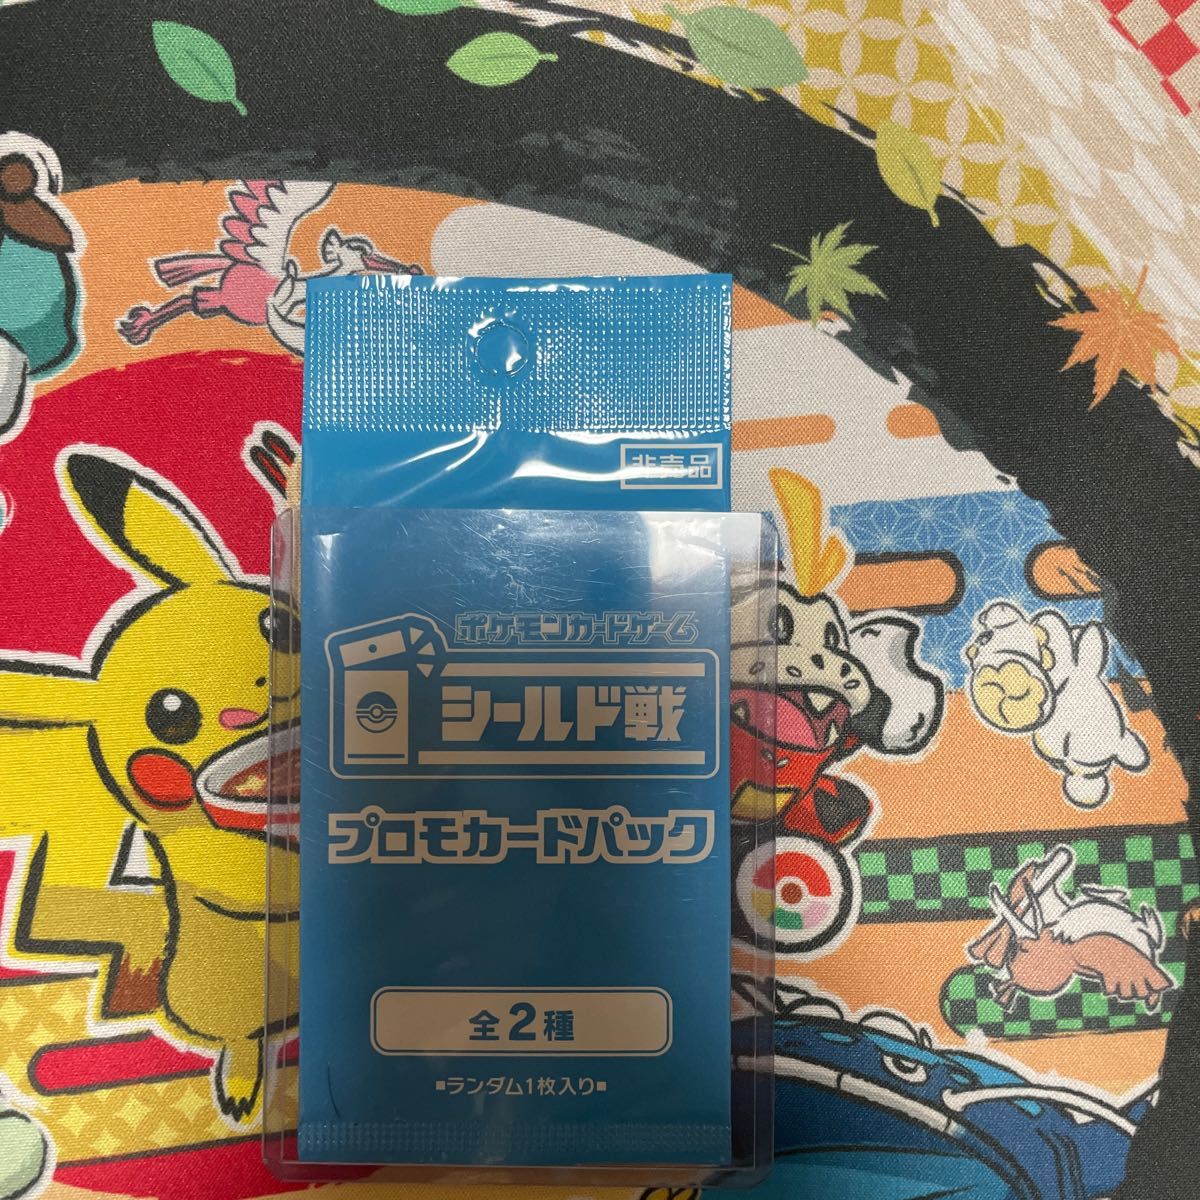 非売品
ポケモンカードゲーム
シールド戦
プロモカードパック
全2種
■ランダム1枚入り■